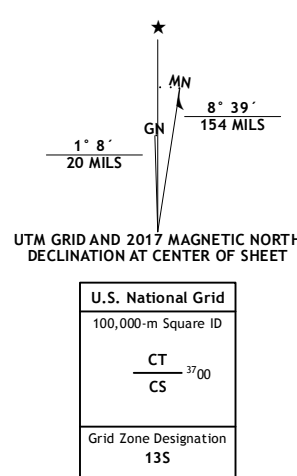 ★
MN
GN
8° 39´
154 MILS
1° 8´
20 MILS
UTM GRID AND 2017 MAGNETIC NORTH
DECLINATION AT CENTER OF SHEET
U.S. National Grid
100,000-m Square ID
CT
3700
CS
Grid Zone Designation
13S